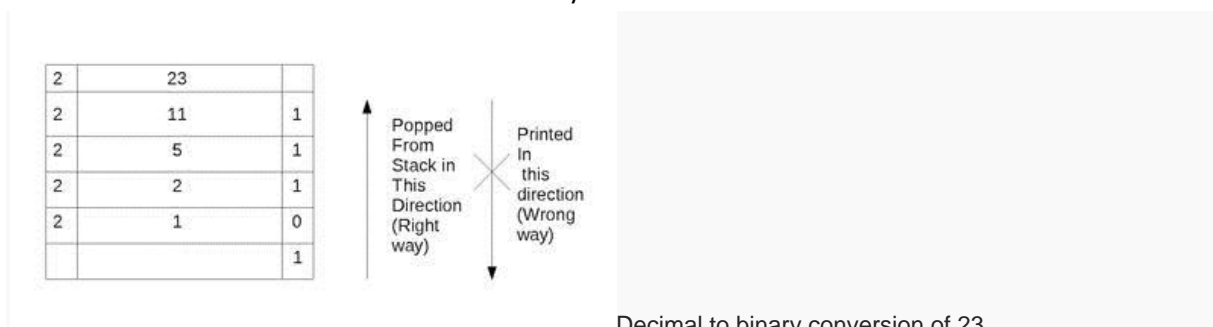 2 23
2 11 1
2 5 1
2 2 1
2 1 0
1
Popped
From
Stack in
This
Direction
(Right
way)
Printed
In
this
direction
(Wrong
way)
Decimal to binary conversion of 23